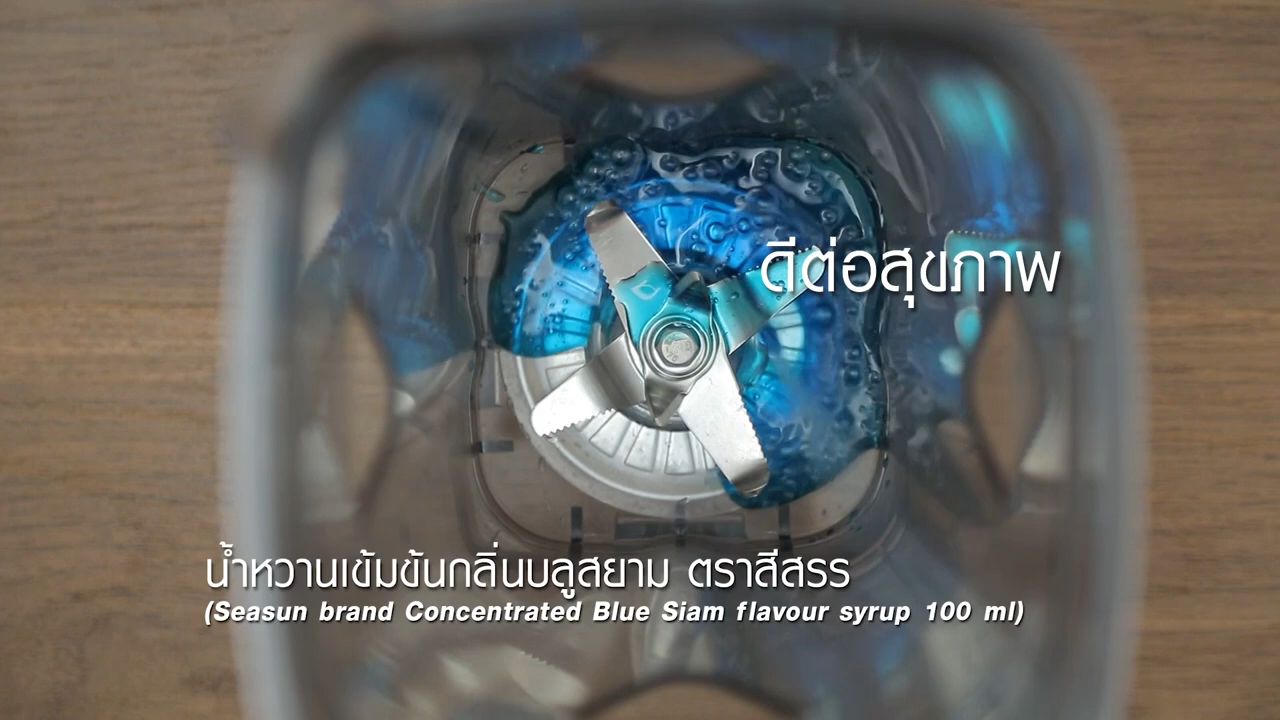 ดีต่อสุขภาพ
น้ำหวานเข้มข้นกลิ่นบลูสยาม ตราสีสรร
(Seasun brand Concentrated Blue Siam flavour syrup 100 ml)